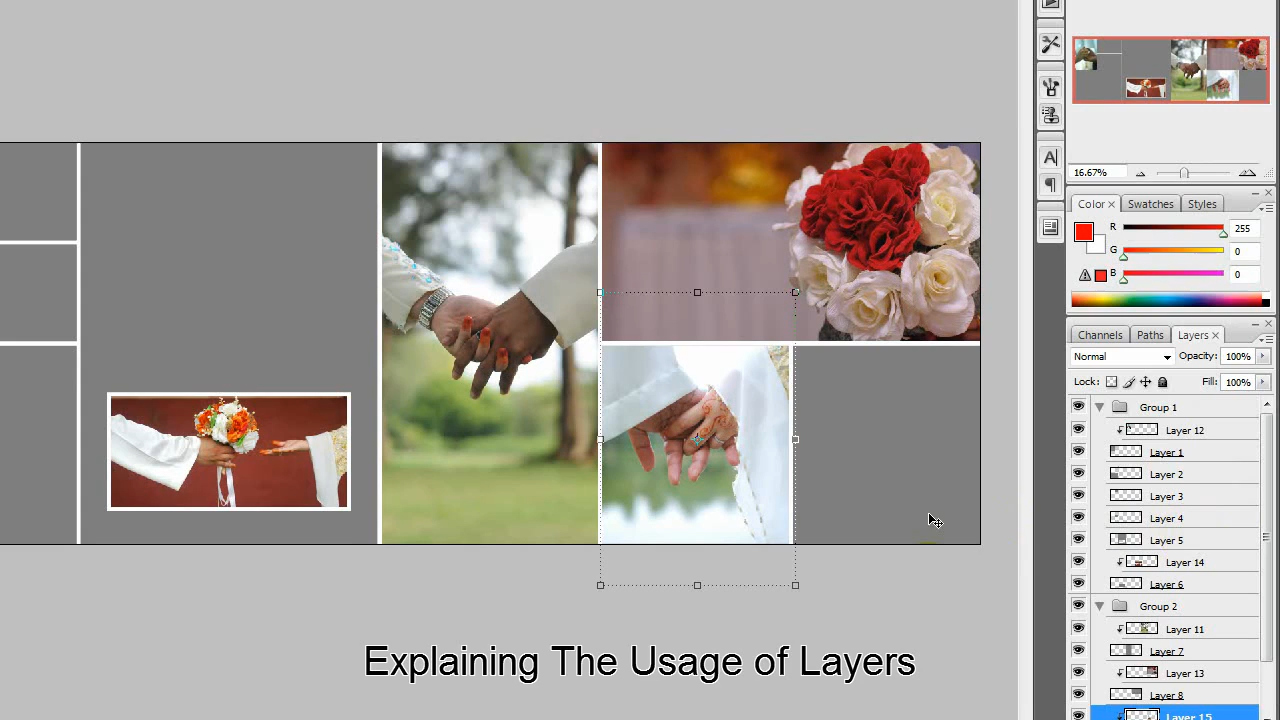 16.67%
Color × Swatches Styles
R 255
G 0
B 0
Channels Paths Layers ×
Normal Opacity: 100%
Lock: Fill: 100%
Group 1
Layer 12
Layer 1
Layer 2
Layer 3
Layer 4
Layer 5
Layer 14
Layer 6
Group 2
Layer 11
Layer 7
Layer 13
Layer 8
Layer 15
Explaining The Usage of Layers